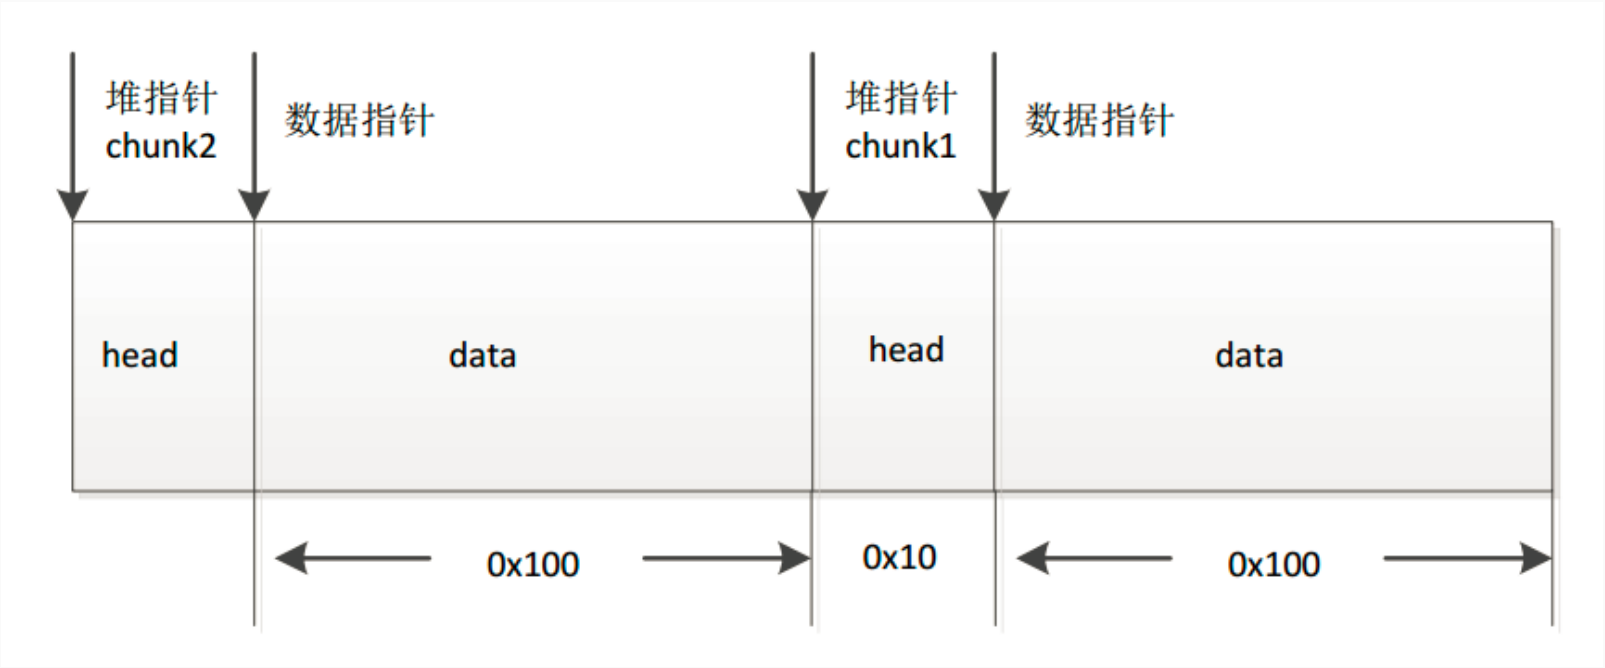 堆指针
chunk2
数据指针
堆指针
chunk1
数据指针
head
data
head
data
0x100
0x10
0x100